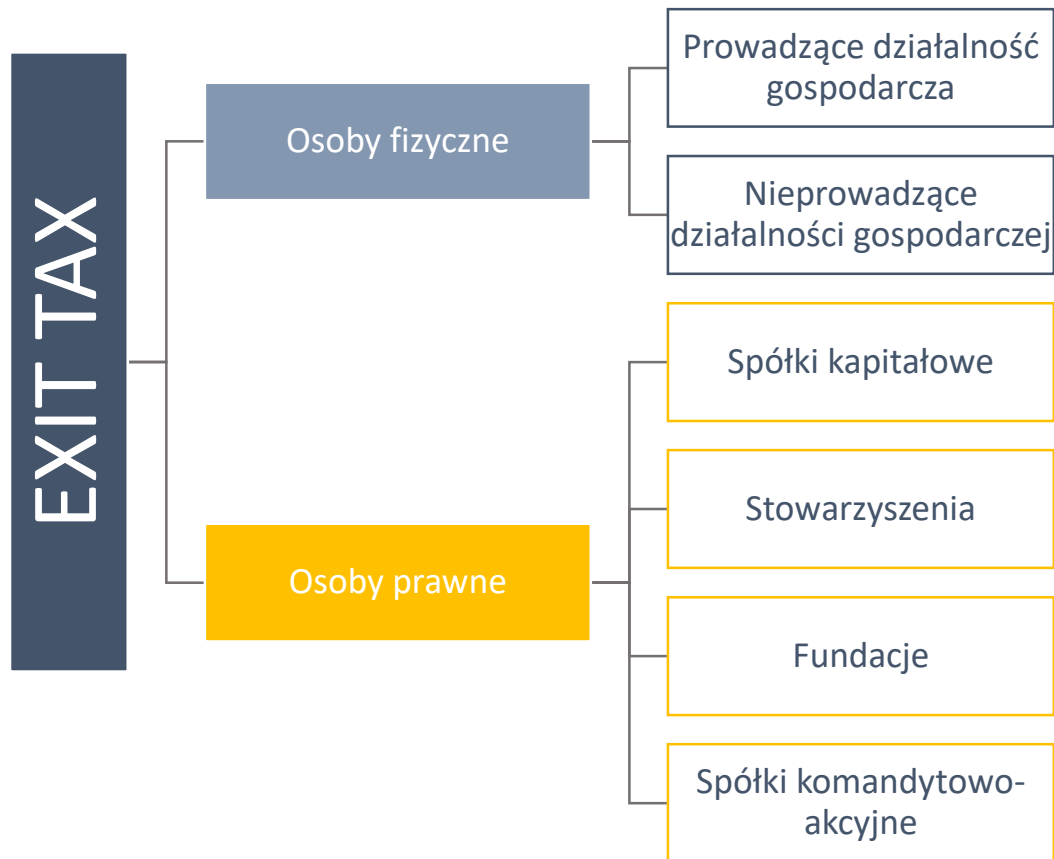 EXIT TAX
Osoby fizyczne
Prowadzące działalność
gospodarcza
Nieprowadzące
działalności gospodarczej
Osoby prawne
Spółki kapitałowe
Stowarzyszenia
Fundacje
Spółki komandytowo-
akcyjne